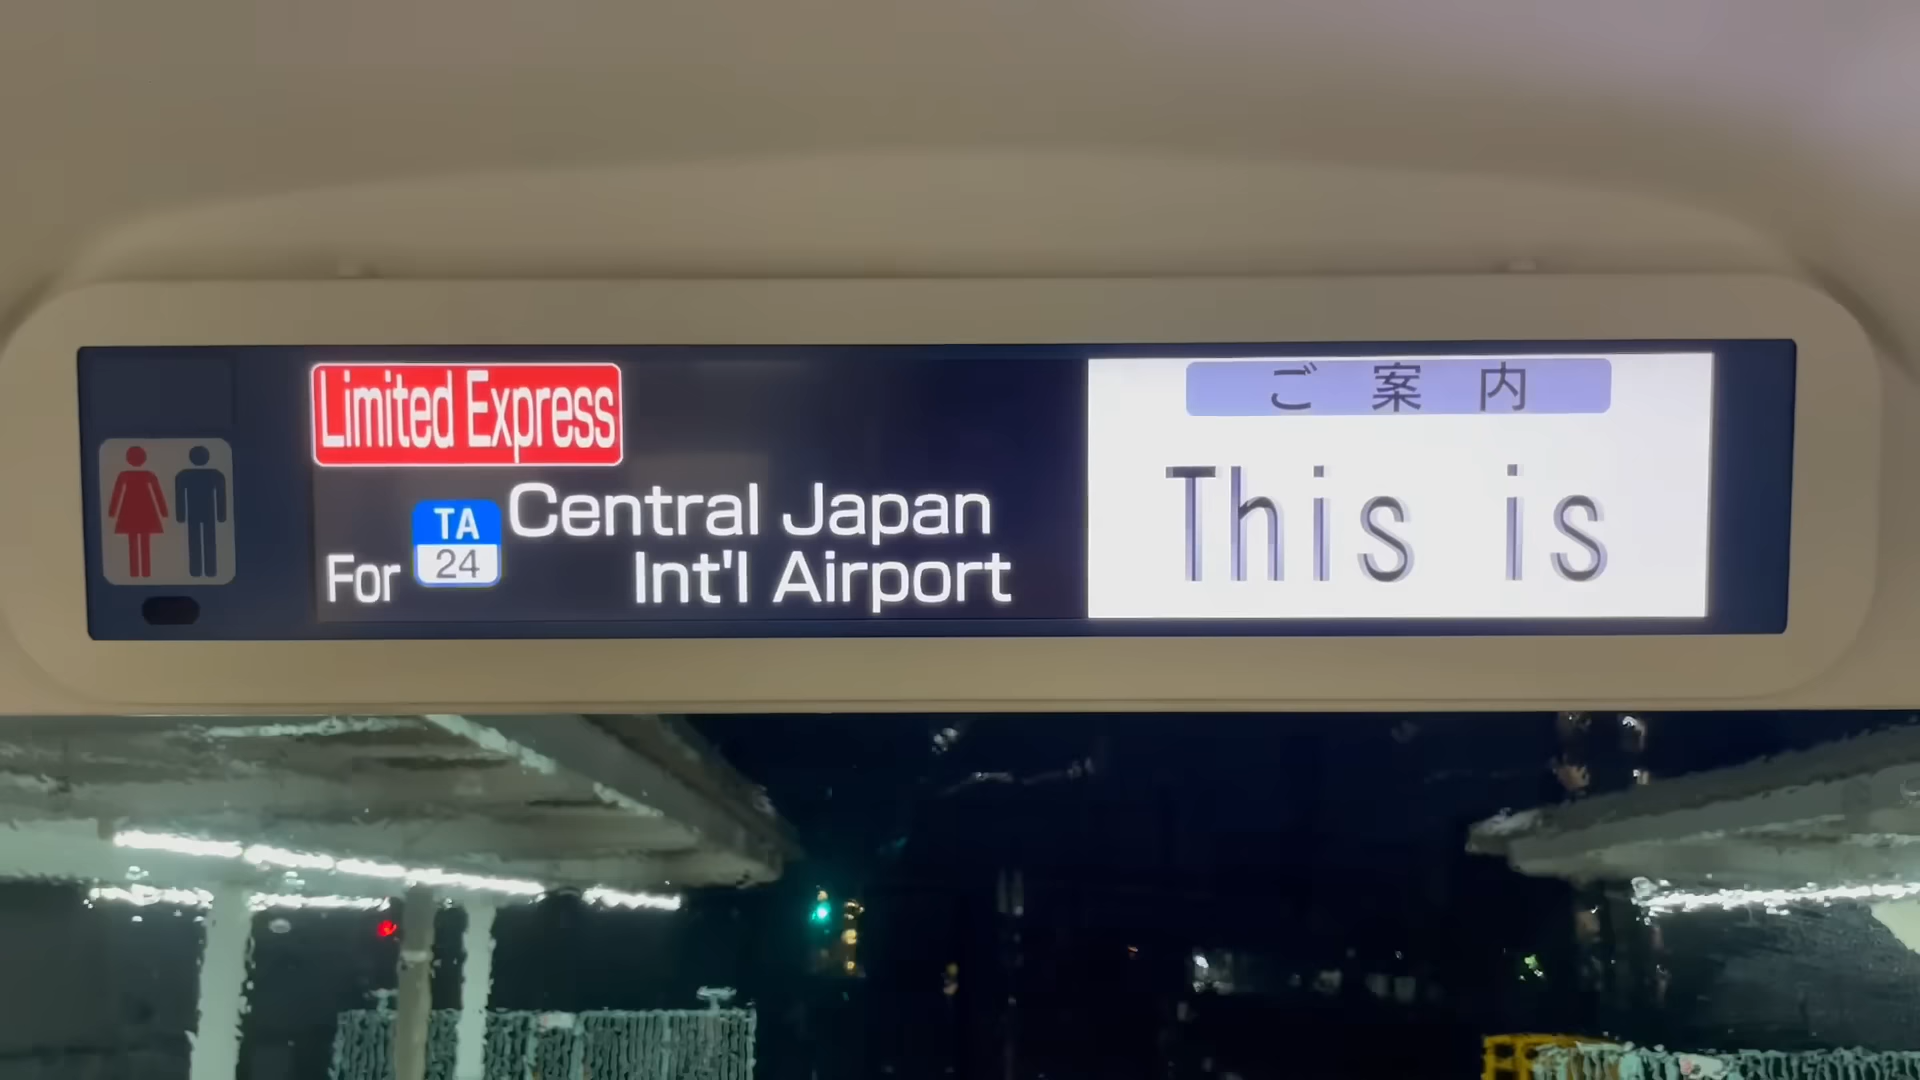 Limited Express
For TA 24 Central Japan
Int'l Airport
ご案内
This is